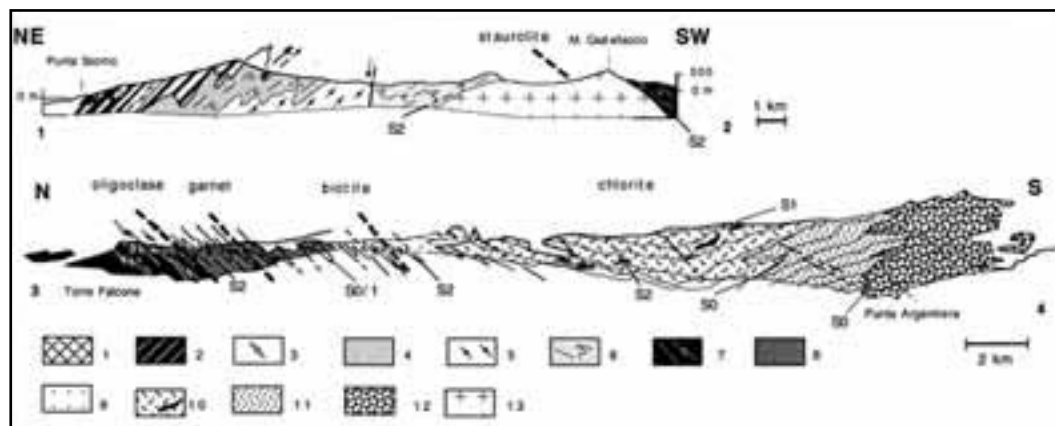 NE
staurolite
M. Castellaccio
SW
Punta Scorno
0 m
500
0 m
1 km
1
S2
2
S2
N
oligoclase
garnet
biotite
chlorite
S
S1
3
Torre Falcone
S2
S0/1
S2
S2
S0
S0
Punta Argentiera
4
1 2 3 4 5 6 7 8
2 km
9 10 11 12 13